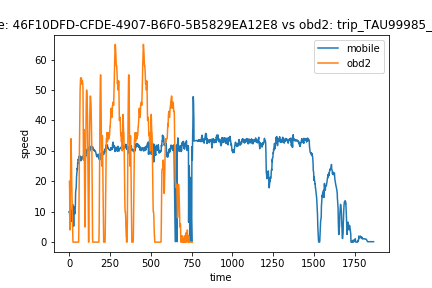 e: 46F10DFD-CFDE-4907-B6F0-5B5829EA12E8 vs obd2: trip_TAU99985_
mobile
obd2
60
50
40
30
20
10
0
speed
0 250 500 750 1000 1250 1500 1750
time